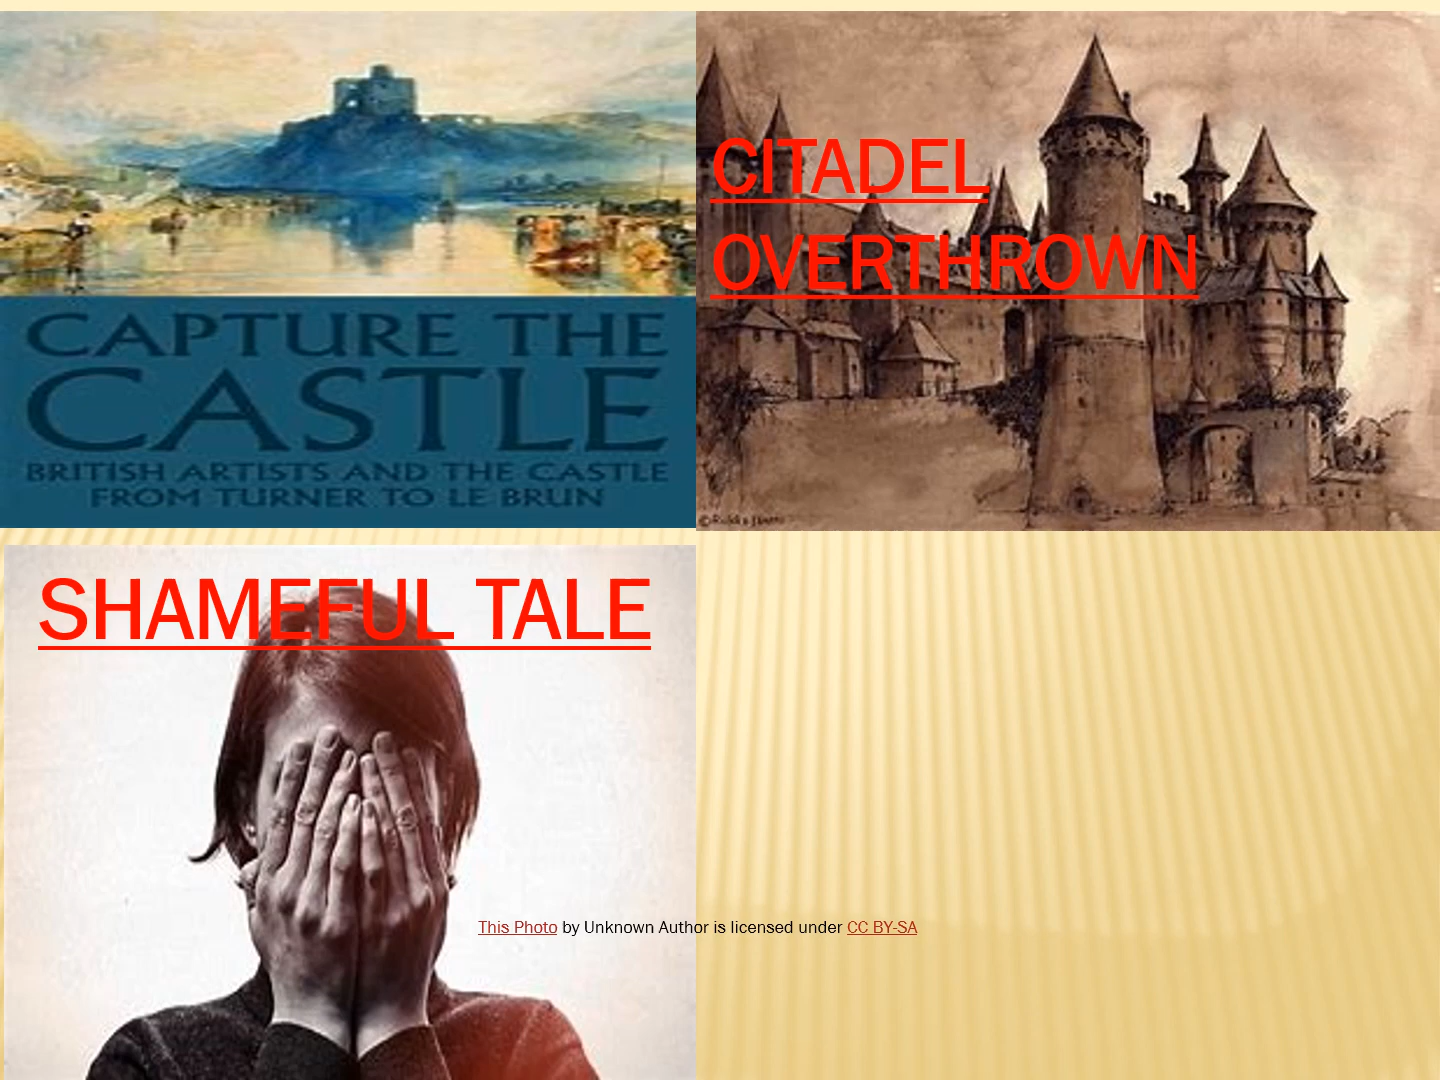 CAPTURE THE
CASTLE
BRITISH ARTISTS AND THE CASTLE
FROM TURNER TO LE BRUN
CITADEL
OVERTHROWN
SHAMEFUL TALE
This Photo by Unknown Author is licensed under CC BY-SA